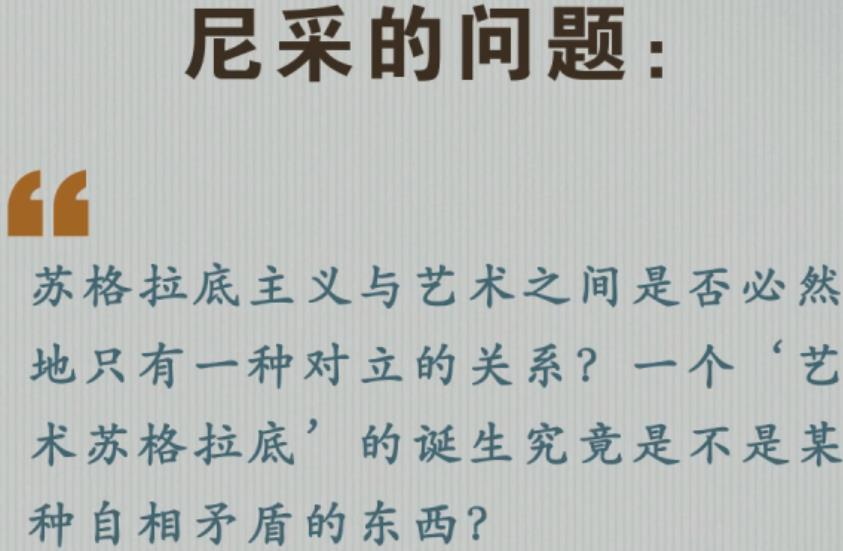 尼采的问题：
“
苏格拉底主义与艺术之间是否必然
地只有一种对立的关系？一个‘艺
术苏格拉底’的诞生究竟是不是某
种自相矛盾的东西？